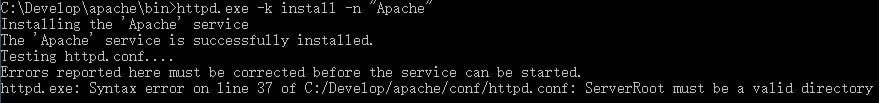 C:\Develop\apache\bin>httpd.exe -k install -n "Apache"
Installing the 'Apache' service
The 'Apache' service is successfully installed.
Testing httpd.conf....
Errors reported here must be corrected before the service can be started.
httpd.exe: Syntax error on line 37 of C:/Develop/apache/conf/httpd.conf: ServerRoot must be a valid directory